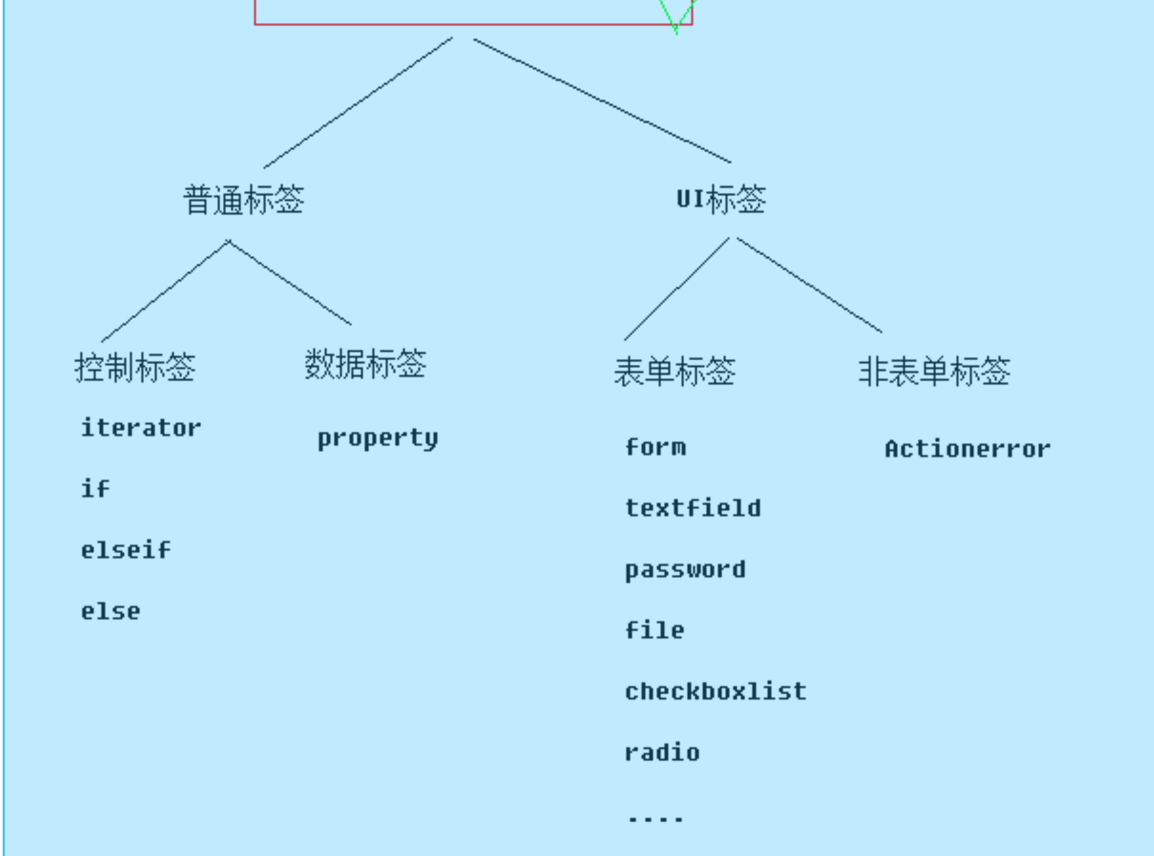 普通标签
UI标签
控制标签
数据标签
表单标签
非表单标签
iterator
if
elseif
else
property
form
textfield
password
file
checkboxlist
radio
....
Actionerror